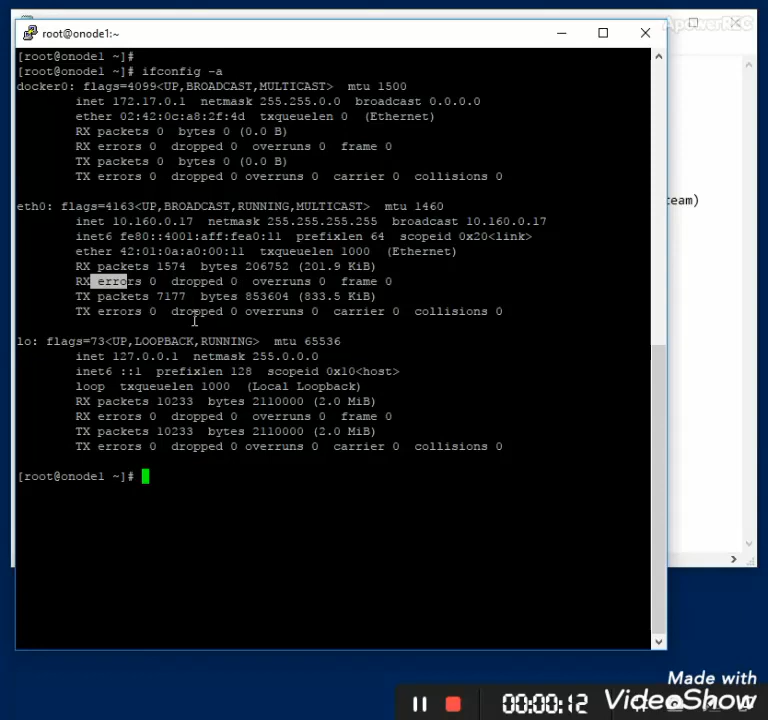 root@onode1:~
ApowerREC
[root@onode1 ~]#
[root@onode1 ~]# ifconfig -a
docker0: flags=4099<UP,BROADCAST,MULTICAST>  mtu 1500
inet 172.17.0.1  netmask 255.255.0.0  broadcast 0.0.0.0
ether 02:42:0c:a8:2f:4d  txqueuelen 0  (Ethernet)
RX packets 0  bytes 0 (0.0 B)
RX errors 0  dropped 0  overruns 0  frame 0
TX packets 0  bytes 0 (0.0 B)
TX errors 0  dropped 0 overruns 0  carrier 0  collisions 0
eth0: flags=4163<UP,BROADCAST,RUNNING,MULTICAST>  mtu 1460
inet 10.160.0.17  netmask 255.255.255.255  broadcast 10.160.0.17
inet6 fe80::4001:aff:fea0:11  prefixlen 64  scopeid 0x20<link>
ether 42:01:0a:a0:00:11  txqueuelen 1000  (Ethernet)
RX packets 1574  bytes 206752 (201.9 KiB)
RX errors 0  dropped 0  overruns 0  frame 0
TX packets 7177  bytes 853604 (833.5 KiB)
TX errors 0  dropped 0 overruns 0  carrier 0  collisions 0
lo: flags=73<UP,LOOPBACK,RUNNING>  mtu 65536
inet 127.0.0.1  netmask 255.0.0.0
inet6 ::1  prefixlen 128  scopeid 0x10<host>
loop  txqueuelen 1000  (Local Loopback)
RX packets 10233  bytes 2110000 (2.0 MiB)
RX errors 0  dropped 0  overruns 0  frame 0
TX packets 10233  bytes 2110000 (2.0 MiB)
TX errors 0  dropped 0 overruns 0  carrier 0  collisions 0
[root@onode1 ~]#
eam)
Made with
00:00:12
VideoShow